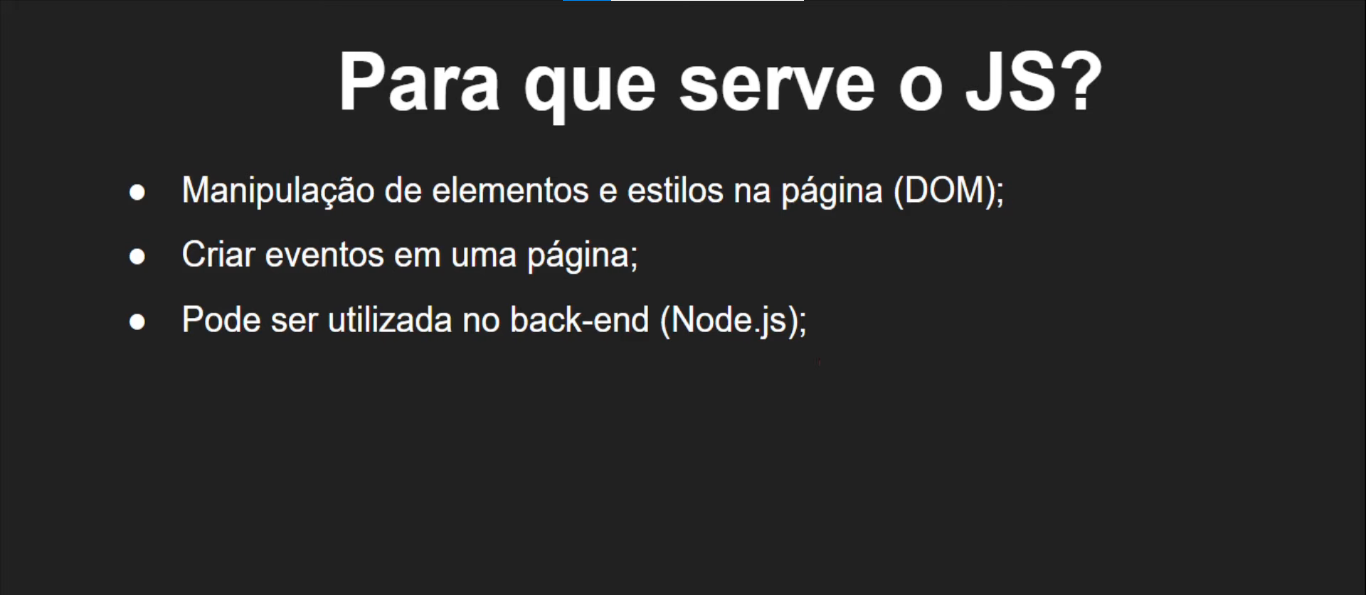 Para que serve o JS?
● Manipulação de elementos e estilos na página (DOM);
● Criar eventos em uma página;
● Pode ser utilizada no back-end (Node.js);